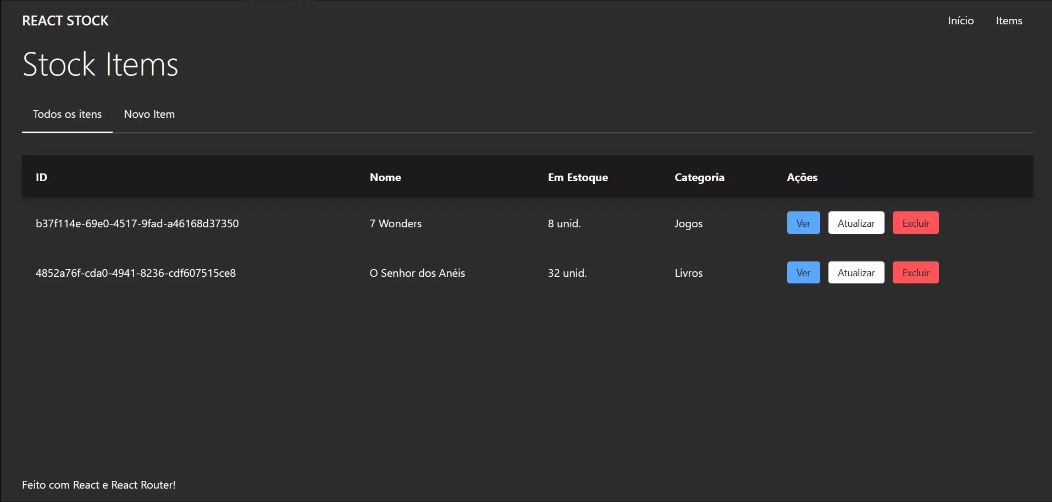 REACT STOCK Início Items
Stock Items
Todos os itens Novo Item
ID Nome Em Estoque Categoria Ações
b37f114e-69e0-4517-9fad-a46168d37350 7 Wonders 8 unid. Jogos Ver Atualizar Excluir
4852a76f-cda0-4941-8236-cdf607515ce8 O Senhor dos Anéis 32 unid. Livros Ver Atualizar Excluir
Feito com React e React Router!